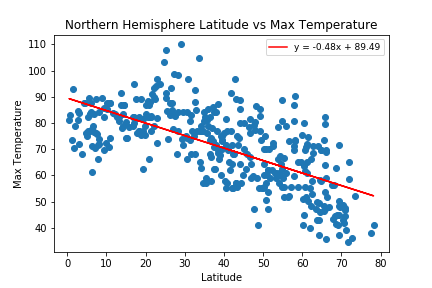 Northern Hemisphere Latitude vs Max Temperature
y = -0.48x + 89.49
110
100
90
80
70
60
50
40
Max Temperature
0 10 20 30 40 50 60 70 80
Latitude